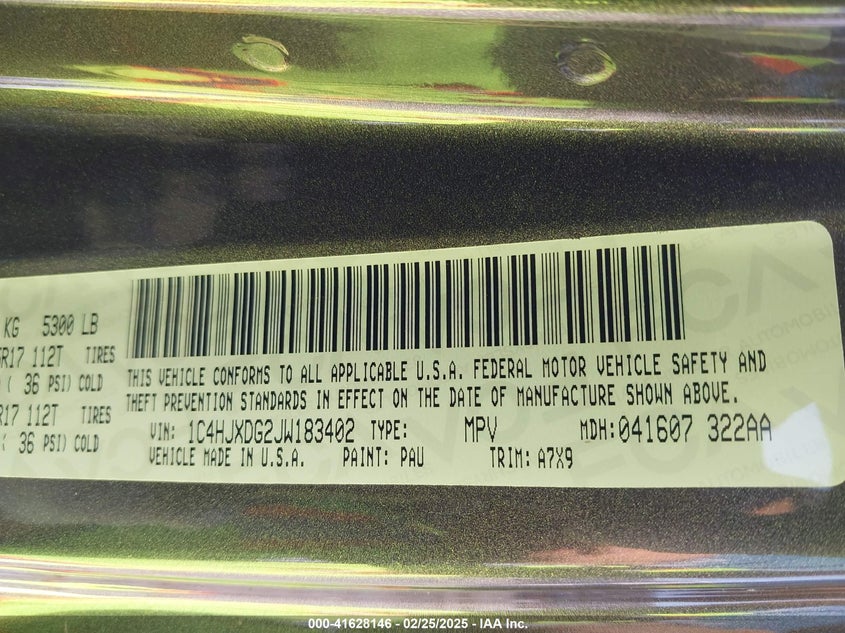 KG 5300 LB
R17 112T TIRES
( 36 PSI) COLD
R17 112T TIRES
( 36 PSI) COLD
THIS VEHICLE CONFORMS TO ALL APPLICABLE U.S.A. FEDERAL MOTOR VEHICLE SAFETY AND
THEFT PREVENTION STANDARDS IN EFFECT ON THE DATE OF MANUFACTURE SHOWN ABOVE.
VIN: 1C4HJXDG2JW183402 TYPE: MPV MDH:041607 322AA
VEHICLE MADE IN U.S.A. PAINT: PAU TRIM: A7X9
000-41628146 - 02/25/2025 - IAA Inc.